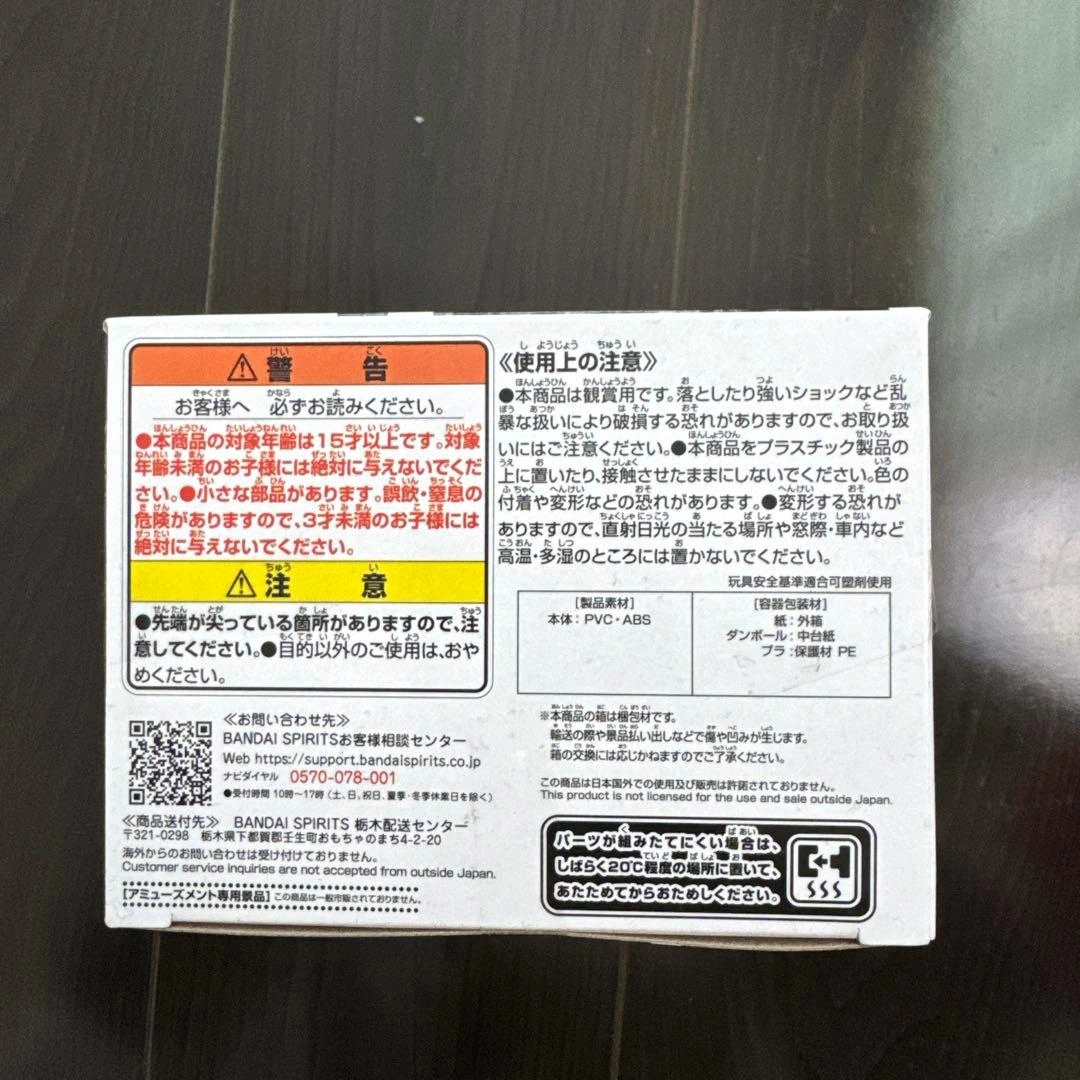 ⚠警告
お客様へ 必ずお読みください。
●本商品の対象年齢は15才以上です。対象
年齢未満のお子様には絶対に与えないでくだ
さい。●小さな部品があります。誤飲・窒息の
危険がありますので、3才未満のお子様には
絶対に与えないでください。
⚠注意
●先端が尖っている箇所がありますので、注
意してください。●目的以外のご使用は、おや
めください。
≪お問い合わせ先≫
BANDAI SPIRITSお客様相談センター
Web https://support.bandaispirits.co.jp
ナビダイヤル 0570-078-001
●受付時間 10時～17時(土、日、祝日、夏季・冬季休業日を除く)
≪商品送付先≫ BANDAI SPIRITS 栃木配送センター
〒321-0298 栃木県下都賀郡壬生町おもちゃのまち4-2-20
海外からのお問い合わせは受け付けておりません。
Customer service inquiries are not accepted from outside Japan.
[アミューズメント専用景品] この商品は一般市販されておりません。
≪使用上の注意≫
●本商品は観賞用です。落としたり強いショックなど乱
暴な扱いにより破損する恐れがありますので、お取り扱
いにはご注意ください。●本商品をプラスチック製品の
上に置いたり、接触させたままにしないでください。色の
付着や変形などの恐れがあります。●変形する恐れが
ありますので、直射日光の当たる場所や窓際・車内など
高温・多湿のところには置かないでください。
玩具安全基準適合可塑剤使用
[製品素材]
本体:PVC・ABS
[容器包装材]
紙:外箱
ダンボール:中台紙
プラ:保護材 PE
※本商品の箱は梱包材です。
輸送の際や景品払い出しなどで傷や凹みが生じます。
箱の交換には応じかねますのでご了承ください。
この商品は日本国外での使用及び販売は許諾されておりません。
This product is not licensed for the use and sale outside Japan.
パーツが組みたてにくい場合は、
しばらく20℃程度の場所に置いて、
あたためてからおためしください。